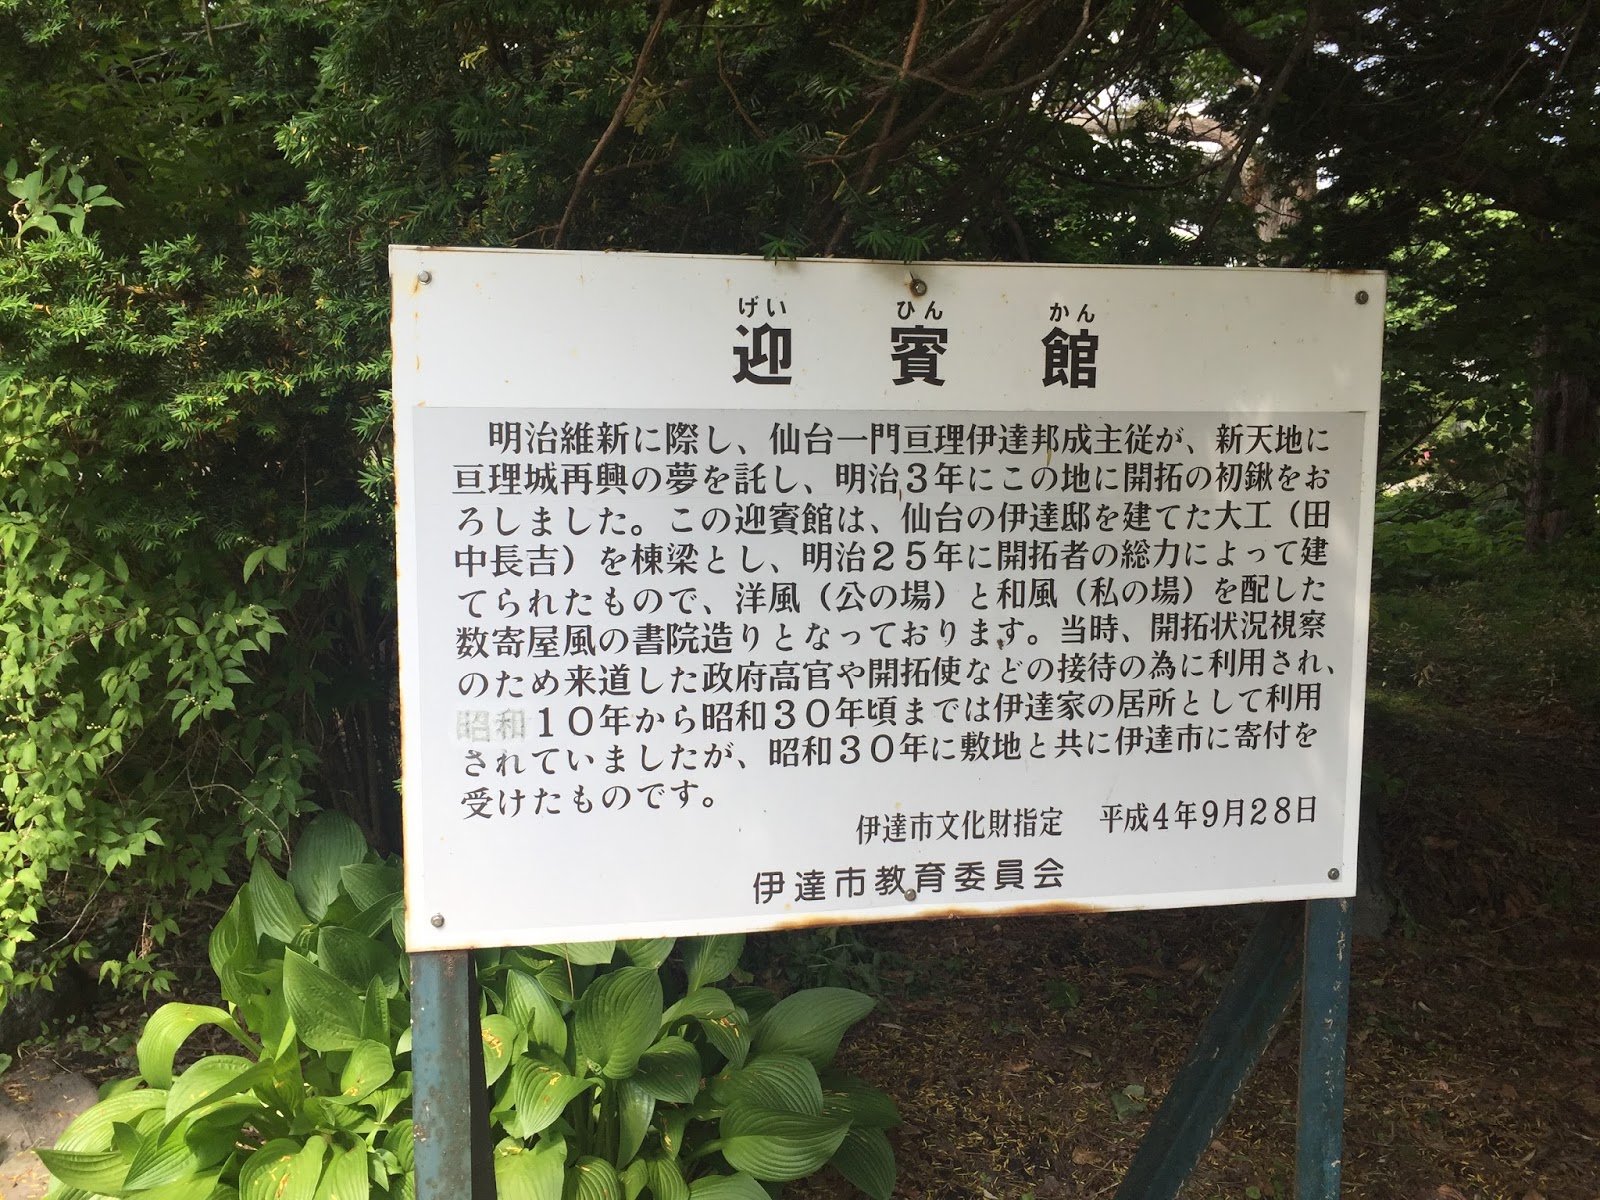 げい ひん かん
迎賓館
明治維新に際し、仙台一門亘理伊達邦成主従が、新天地に
亘理城再興の夢を託し、明治３年にこの地に開拓の初鍬をお
ろしました。この迎賓館は、仙台の伊達邸を建てた大工（田
中長吉）を棟梁とし、明治２５年に開拓者の総力によって建
てられたもので、洋風（公の場）と和風（私の場）を配した
数寄屋風の書院造りとなっております。当時、開拓状況視察
のため来道した政府高官や開拓使などの接待の為に利用され、
昭和１０年から昭和３０年頃までは伊達家の居所として利用
されていましたが、昭和３０年に敷地と共に伊達市に寄付を
受けたものです。
伊達市文化財指定 平成４年９月２８日
伊達市教育委員会